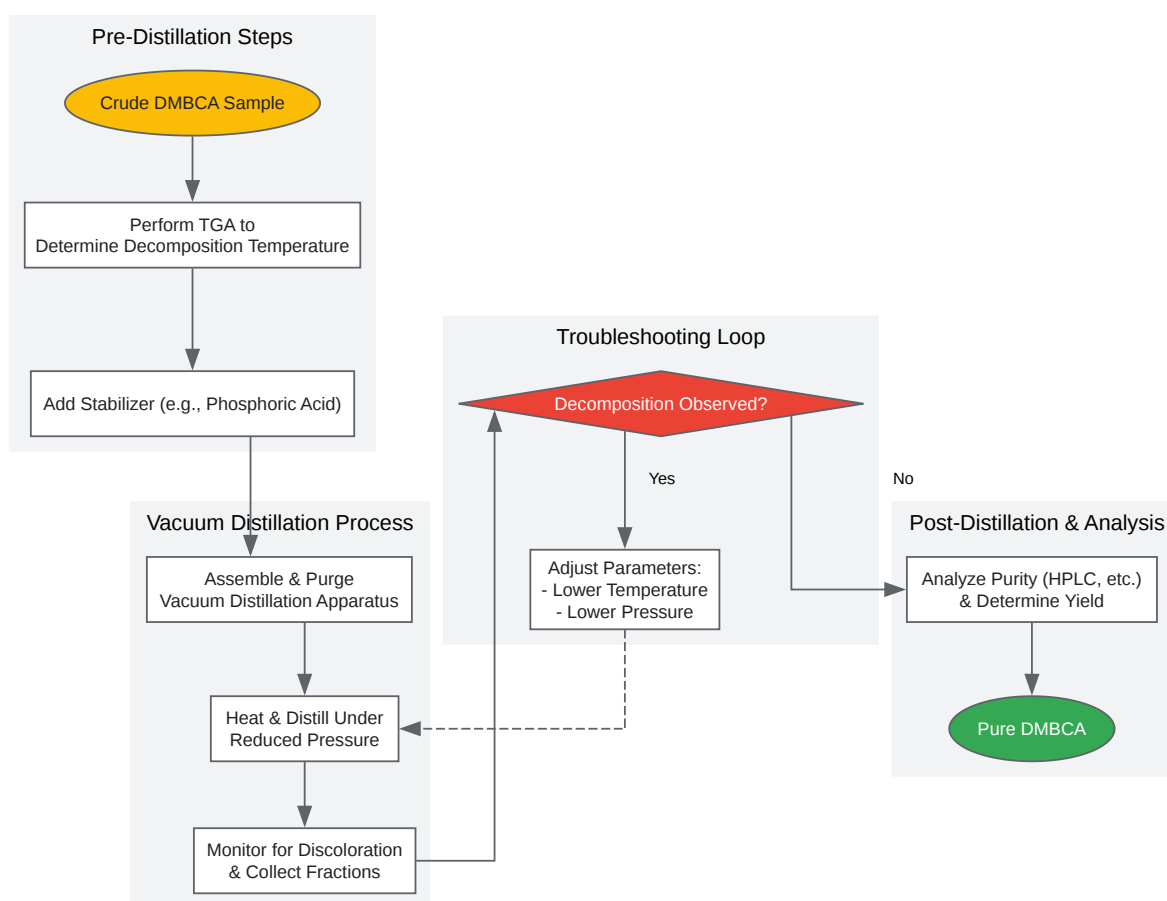 Pre-Distillation Steps
Crude DMBCA Sample
Perform TGA to
Determine Decomposition Temperature
Add Stabilizer (e.g., Phosphoric Acid)
Vacuum Distillation Process
Assemble & Purge
Vacuum Distillation Apparatus
Heat & Distill Under
Reduced Pressure
Monitor for Discoloration
& Collect Fractions
Troubleshooting Loop
Decomposition Observed?
Yes
No
Adjust Parameters:
- Lower Temperature
- Lower Pressure
Post-Distillation & Analysis
Analyze Purity (HPLC, etc.)
& Determine Yield
Pure DMBCA